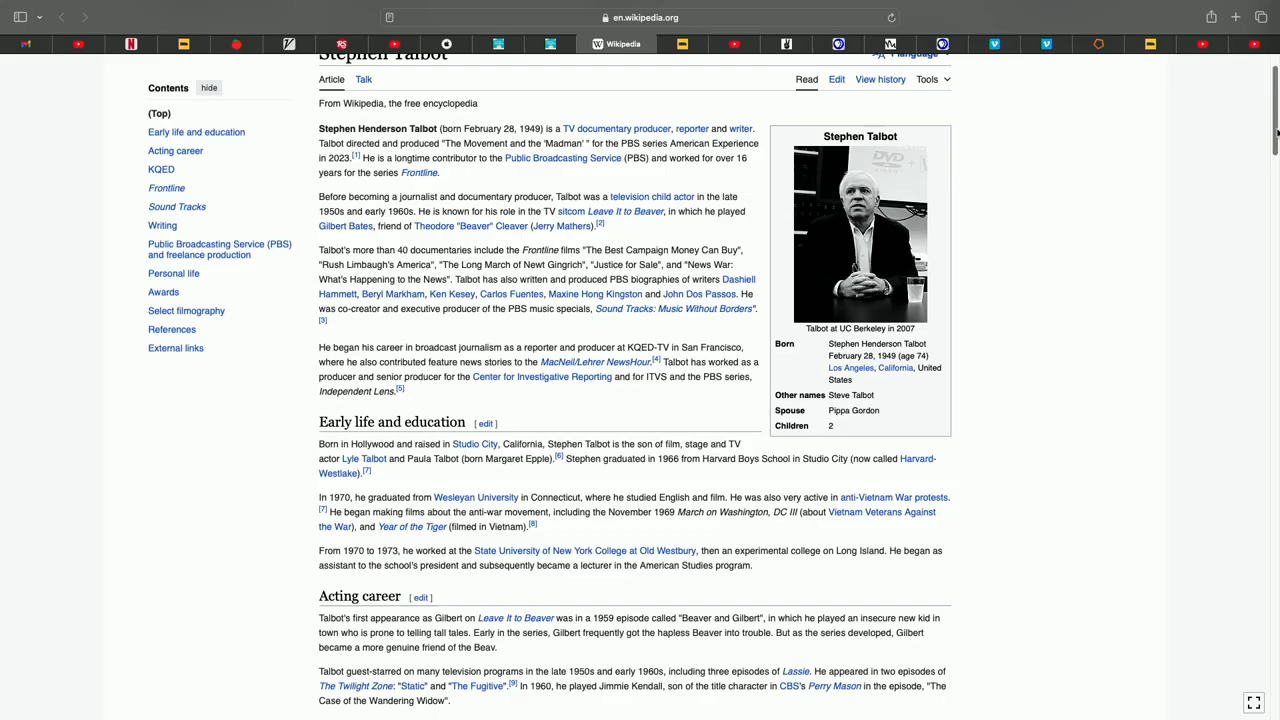 en.wikipedia.org
Wikipedia
Stephen Talbot
Contents hide
(Top)
Early life and education
Acting career
KQED
Frontline
Sound Tracks
Writing
Public Broadcasting Service (PBS)
and freelance production
Personal life
Awards
Select filmography
References
External links
Article Talk
Read Edit View history Tools
From Wikipedia, the free encyclopedia
Stephen Henderson Talbot (born February 28, 1949) is a TV documentary producer, reporter and writer.
Talbot directed and produced "The Movement and the 'Madman' " for the PBS series American Experience
in 2023.[1] He is a longtime contributor to the Public Broadcasting Service (PBS) and worked for over 16
years for the series Frontline.
Before becoming a journalist and documentary producer, Talbot was a television child actor in the late
1950s and early 1960s. He is known for his role in the TV sitcom Leave It to Beaver, in which he played
Gilbert Bates, friend of Theodore "Beaver" Cleaver (Jerry Mathers).[2]
Talbot's more than 40 documentaries include the Frontline films "The Best Campaign Money Can Buy",
"Rush Limbaugh's America", "The Long March of Newt Gingrich", "Justice for Sale", and "News War:
What's Happening to the News". Talbot has also written and produced PBS biographies of writers Dashiell
Hammett, Beryl Markham, Ken Kesey, Carlos Fuentes, Maxine Hong Kingston and John Dos Passos. He
was co-creator and executive producer of the PBS music specials, Sound Tracks: Music Without Borders".
[3]
He began his career in broadcast journalism as a reporter and producer at KQED-TV in San Francisco,
where he also contributed feature news stories to the MacNeil/Lehrer NewsHour.[4] Talbot has worked as a
producer and senior producer for the Center for Investigative Reporting and for ITVS and the PBS series,
Independent Lens.[5]
Stephen Talbot
DVD
Talbot at UC Berkeley in 2007
Born Stephen Henderson Talbot
February 28, 1949 (age 74)
Los Angeles, California, United
States
Other names Steve Talbot
Spouse Pippa Gordon
Children 2
Early life and education [ edit ]
Born in Hollywood and raised in Studio City, California, Stephen Talbot is the son of film, stage and TV
actor Lyle Talbot and Paula Talbot (born Margaret Epple).[6] Stephen graduated in 1966 from Harvard Boys School in Studio City (now called Harvard-
Westlake).[7]
In 1970, he graduated from Wesleyan University in Connecticut, where he studied English and film. He was also very active in anti-Vietnam War protests.
[7] He began making films about the anti-war movement, including the November 1969 March on Washington, DC III (about Vietnam Veterans Against
the War), and Year of the Tiger (filmed in Vietnam).[8]
From 1970 to 1973, he worked at the State University of New York College at Old Westbury, then an experimental college on Long Island. He began as
assistant to the school's president and subsequently became a lecturer in the American Studies program.
Acting career [ edit ]
Talbot's first appearance as Gilbert on Leave It to Beaver was in a 1959 episode called "Beaver and Gilbert", in which he played an insecure new kid in
town who is prone to telling tall tales. Early in the series, Gilbert frequently got the hapless Beaver into trouble. But as the series developed, Gilbert
became a more genuine friend of the Beav.
Talbot guest-starred on many television programs in the late 1950s and early 1960s, including three episodes of Lassie. He appeared in two episodes of
The Twilight Zone: "Static" and "The Fugitive".[9] In 1960, he played Jimmie Kendall, son of the title character in CBS's Perry Mason in the episode, "The
Case of the Wandering Widow".